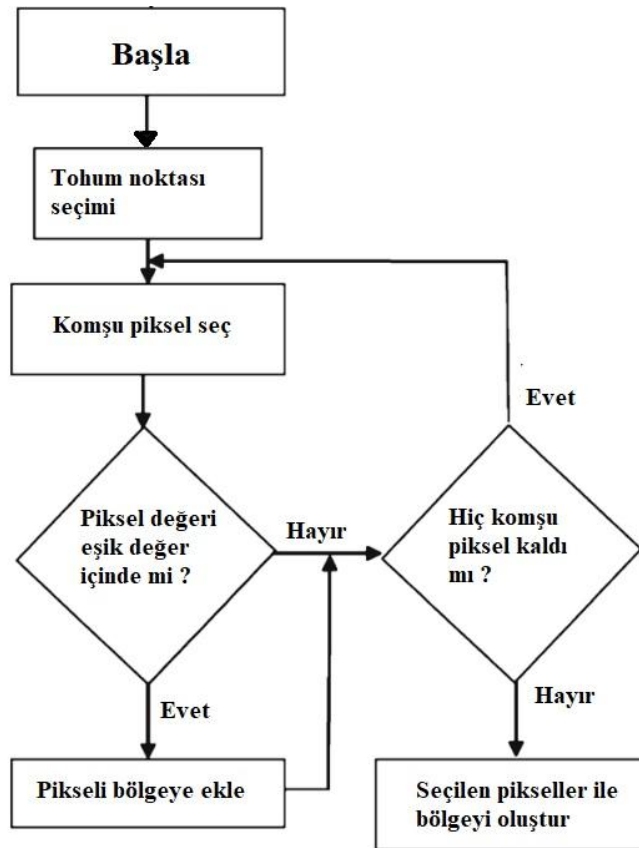 Başla
Tohum noktası
seçimi
Komşu piksel seç
Evet
Piksel değeri
eşik değer
içinde mi ?
Hayır
Hiç komşu
piksel kaldı
mı ?
Evet
Hayır
Pikseli bölgeye ekle
Seçilen pikseller ile
bölgeyi oluştur